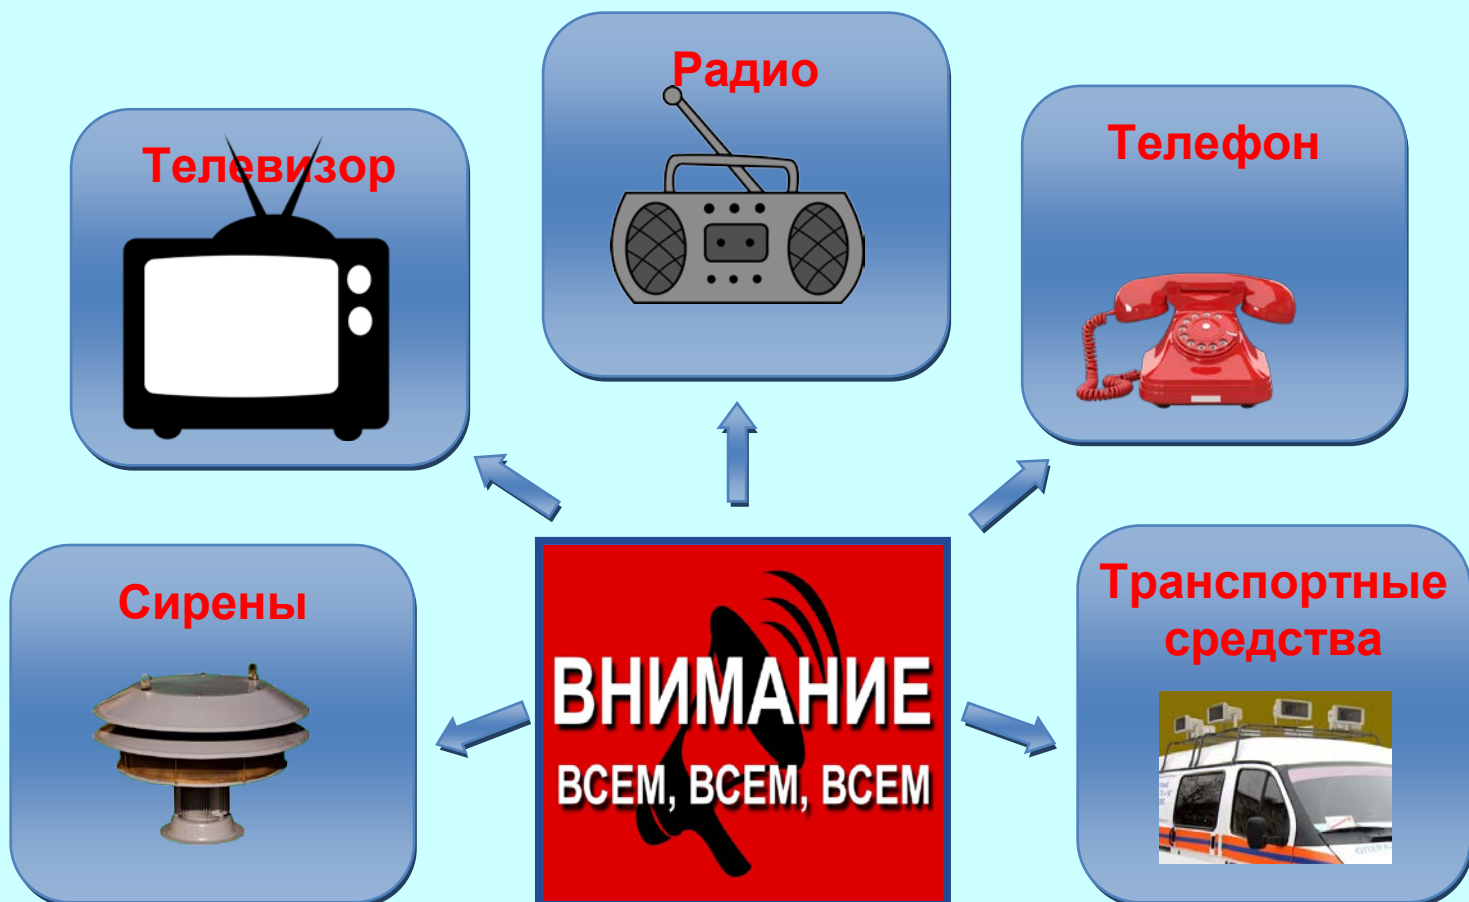 Радио
Телевизор
Телефон
Сирены
Транспортные
средства
ВНИМАНИЕ
ВСЕМ, ВСЕМ, ВСЕМ